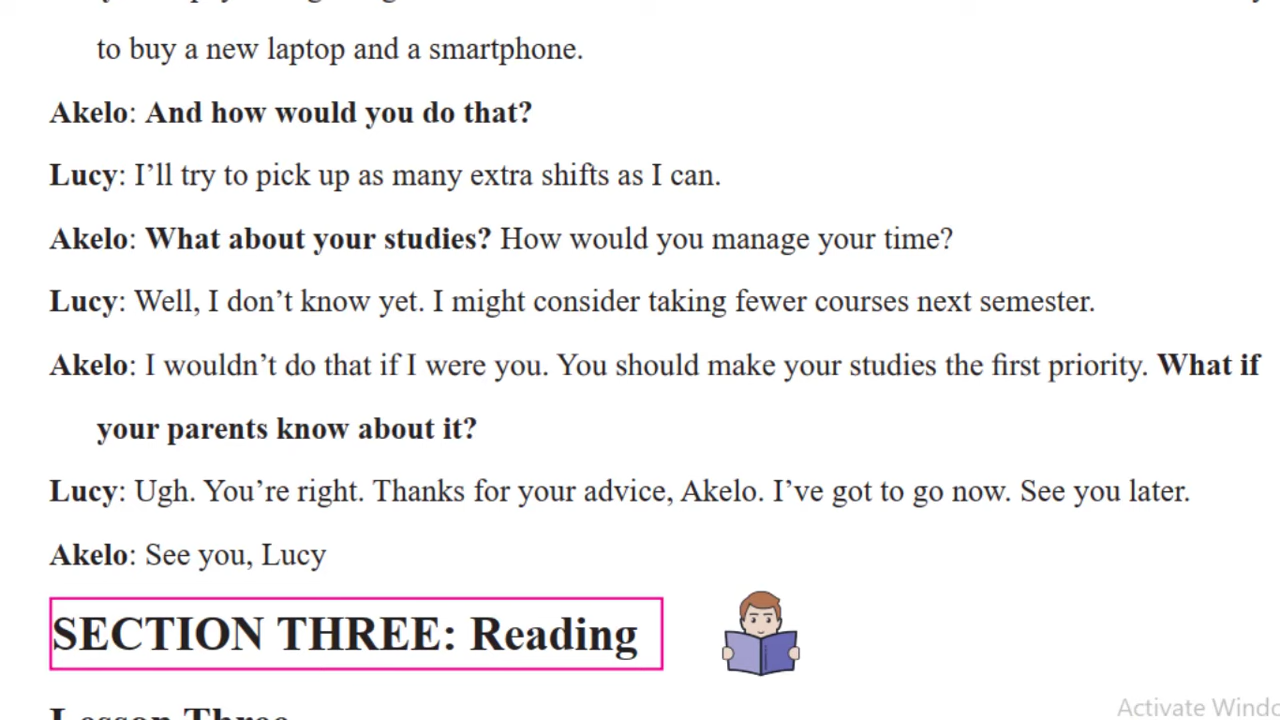 to buy a new laptop and a smartphone.
Akelo: And how would you do that?
Lucy: I'll try to pick up as many extra shifts as I can.
Akelo: What about your studies? How would you manage your time?
Lucy: Well, I don't know yet. I might consider taking fewer courses next semester.
Akelo: I wouldn't do that if I were you. You should make your studies the first priority. What if
your parents know about it?
Lucy: Ugh. You're right. Thanks for your advice, Akelo. I've got to go now. See you later.
Akelo: See you, Lucy
SECTION THREE: Reading
Lesson Three
Activate